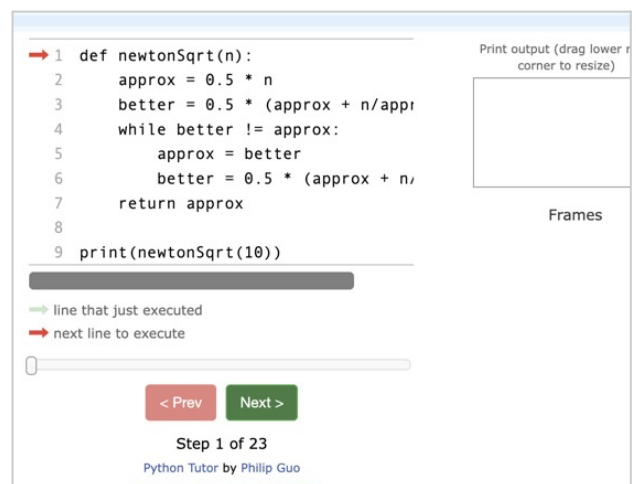 Print output (drag lower r
corner to resize)
1 def newtonSqrt(n):
2     approx = 0.5 * n
3     better = 0.5 * (approx + n/appr
4     while better != approx:
5         approx = better
6         better = 0.5 * (approx + n/
7     return approx
8
9 print(newtonSqrt(10))
Frames
line that just executed
next line to execute
< Prev
Next >
Step 1 of 23
Python Tutor by Philip Guo